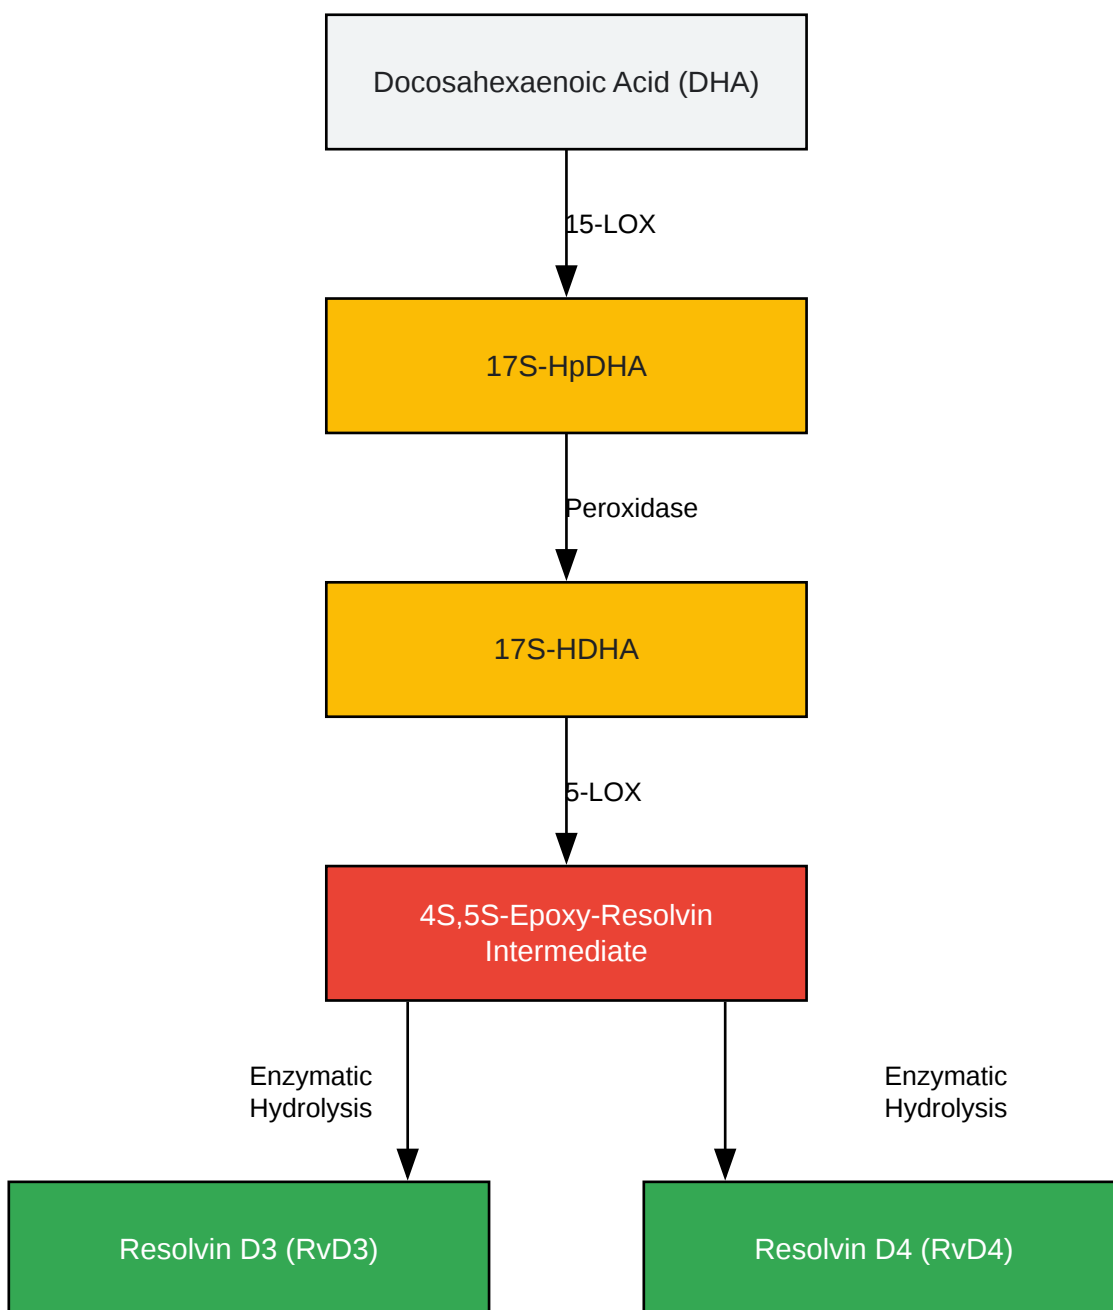 Docosahexaenoic Acid (DHA)
15-LOX
17S-HpDHA
Peroxidase
17S-HDHA
5-LOX
4S,5S-Epoxy-Resolvin
Intermediate
Enzymatic
Hydrolysis
Enzymatic
Hydrolysis
Resolvin D3 (RvD3)
Resolvin D4 (RvD4)